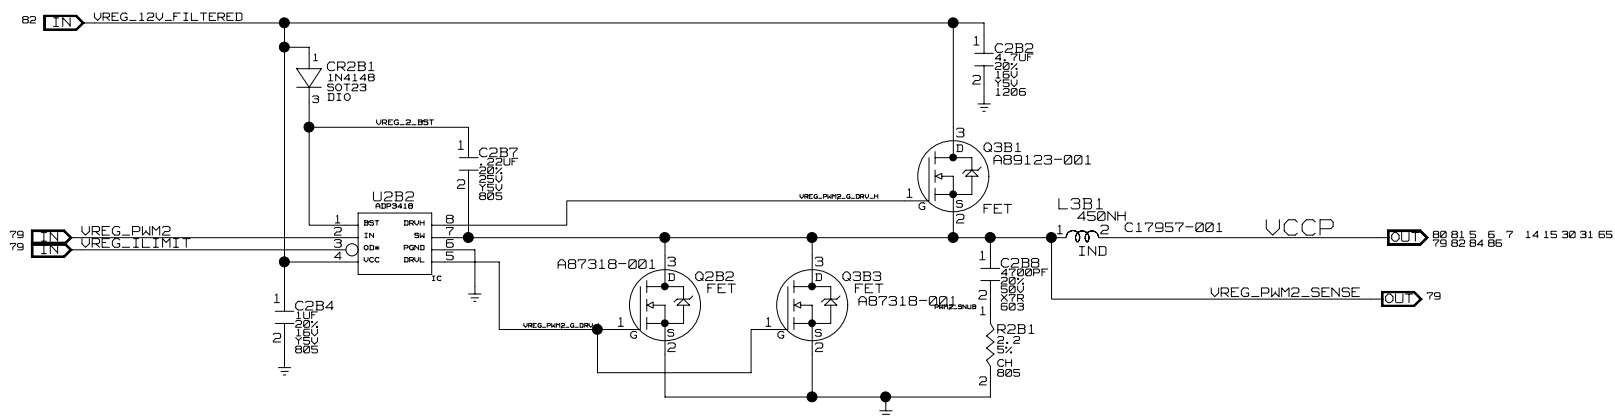 82 IN VREG_12V_FILTERED
1
CR2B1
1N4148
SOT23
DIO
3
VREG_2_BST
1
C2B7
.22UF
20%
25V
Y5V
805
2
1
C2B2
4.7UF
20%
16V
Y5V
1206
2
3
D
Q3B1
A89123-001
1
G
S
2
FET
VREG_PWM2_G_DRV_H
U2B2
ADP3418
1 BST DRVH 8
2 IN SW 7
3 OD# PGND 6
4 VCC DRVL 5
IC
79 IN VREG_PWM2
79 IN VREG_ILIMIT
1
C2B4
1UF
20%
16V
Y5V
805
2
A87318-001
3
D
Q2B2
FET
1
G
S
2
VREG_PWM2_G_DRV
3
D
Q3B3
FET
A87318-001
1
G
S
2
1
C2B8
4700PF
20%
50V
X7R
603
2
PWM2_SNUB
1
R2B1
2.2
5%
CH
805
2
L3B1
450NH
1 2
C17957-001
IND
VCCP
OUT 80 81 5 6 7 14 15 30 31 65
79 82 84 86
VREG_PWM2_SENSE OUT 79